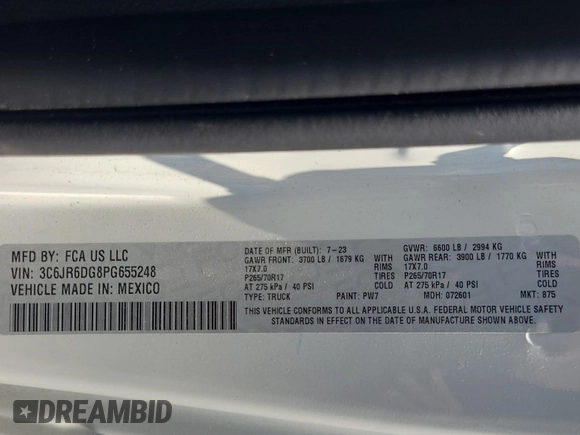 MFD BY: FCA US LLC
VIN: 3C6JR6DG8PG655248
VEHICLE MADE IN: MEXICO
DATE OF MFR (BUILT): 7-23
GAWR FRONT: 3700 LB / 1679 KG WITH
17X7.0 RIMS
P265/70R17
AT 275 kPa / 40 PSI COLD
GVWR: 6600 LB / 2994 KG
GAWR REAR: 3900 LB / 1770 KG WITH
17X7.0 RIMS
P265/70R17
AT 275 kPa / 40 PSI COLD
TYPE: TRUCK PAINT: PW7 MDH: 072601 MKT: 875
THIS VEHICLE CONFORMS TO ALL APPLICABLE U.S.A. FEDERAL MOTOR VEHICLE SAFETY
STANDARDS IN EFFECT ON THE DATE OF MANUFACTURE SHOWN ABOVE.
DREAMBID